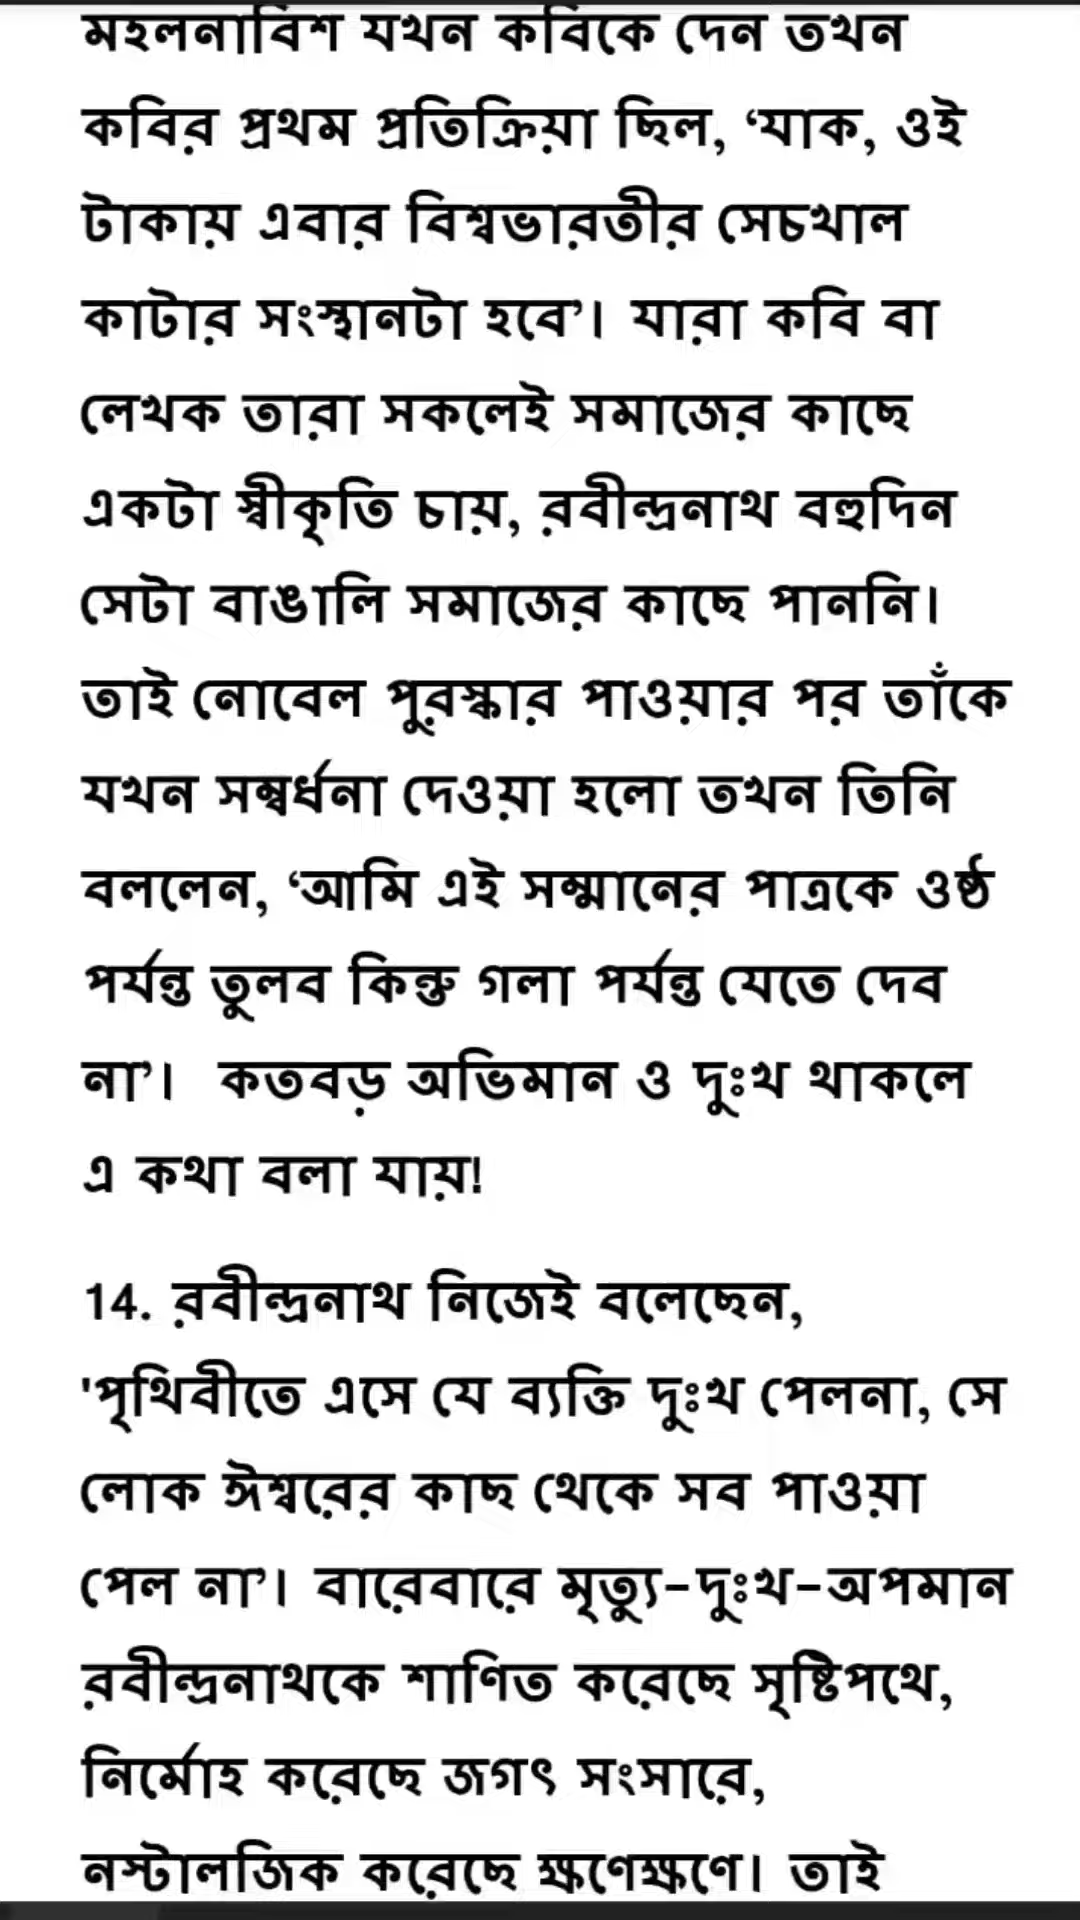 মহলনাবিশ যখন কবিকে দেন তখন
কবির প্রথম প্রতিক্রিয়া ছিল, ‘যাক, ওই
টাকায় এবার বিশ্বভারতীর সেচখাল
কাটার সংস্থানটা হবে’। যারা কবি বা
লেখক তারা সকলেই সমাজের কাছে
একটা স্বীকৃতি চায়, রবীন্দ্রনাথ বহুদিন
সেটা বাঙালি সমাজের কাছে পাননি।
তাই নোবেল পুরস্কার পাওয়ার পর তাঁকে
যখন সম্বর্ধনা দেওয়া হলো তখন তিনি
বললেন, ‘আমি এই সম্মানের পাত্রকে ওষ্ঠ
পর্যন্ত তুলব কিন্তু গলা পর্যন্ত যেতে দেব
না’। কতবড় অভিমান ও দুঃখ থাকলে
এ কথা বলা যায়!
14. রবীন্দ্রনাথ নিজেই বলেছেন,
'পৃথিবীতে এসে যে ব্যক্তি দুঃখ পেলনা, সে
লোক ঈশ্বরের কাছ থেকে সব পাওয়া
পেল না’। বারেবারে মৃত্যু-দুঃখ-অপমান
রবীন্দ্রনাথকে শাণিত করেছে সৃষ্টিপথে,
নির্মোহ করেছে জগৎ সংসারে,
নস্টালজিক করেছে ক্ষণেক্ষণে। তাই